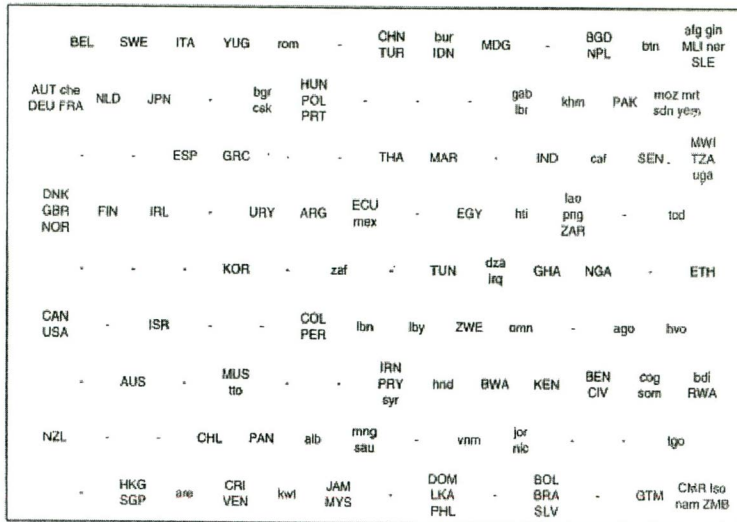 BEL SWE ITA YUG rom - CHN TUR bur IDN MDG - BGD NPL btn afg gin MLI ner SLE
AUT che DEU FRA NLD JPN - bgr csk HUN POL PRT - - - gab lbr khm PAK moz mrt sdn yem
- - ESP GRC - - THA MAR - IND caf SEN MWI TZA uga
DNK GBR NOR FIN IRL - URY ARG ECU mex - EGY hti lao png ZAR - tcd
- - - KOR - zaf - TUN dza irq GHA NGA - ETH
CAN USA - ISR - - COL PER lbn lby ZWE omn - ago hvo
- AUS - MUS tto - - IRN PRY syr hnd BWA KEN BEN CIV cog som bdi RWA
NZL - - CHL PAN alb mng sau - vnm jor nic - - tgo
- HKG SGP are CRI VEN kwt JAM MYS - DOM LKA PHL - BOL BRA SLV - GTM CMR lso nam ZMB